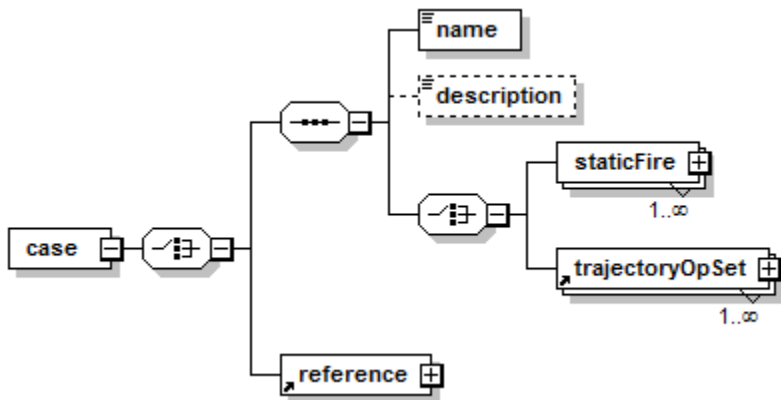 name
description
staticFire
1..∞
case
trajectoryOpSet
1..∞
reference